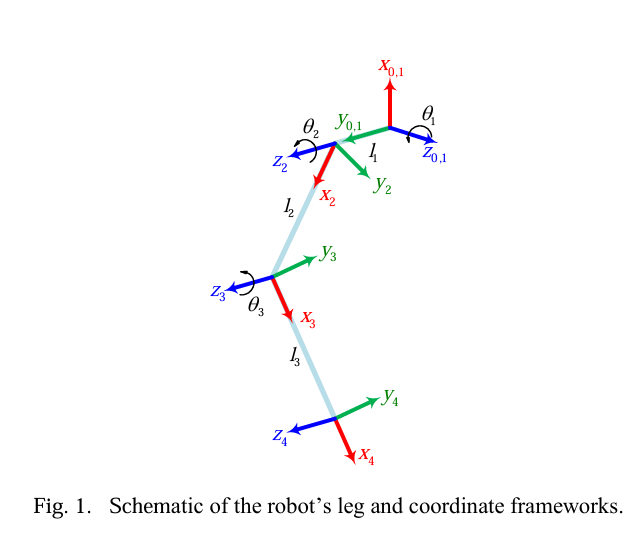 x0,1
θ1
y0,1
θ2
l1
z0,1
z2
y2
x2
l2
y3
z3
θ3
x3
l3
y4
z4
x4
Fig. 1. Schematic of the robot's leg and coordinate frameworks.